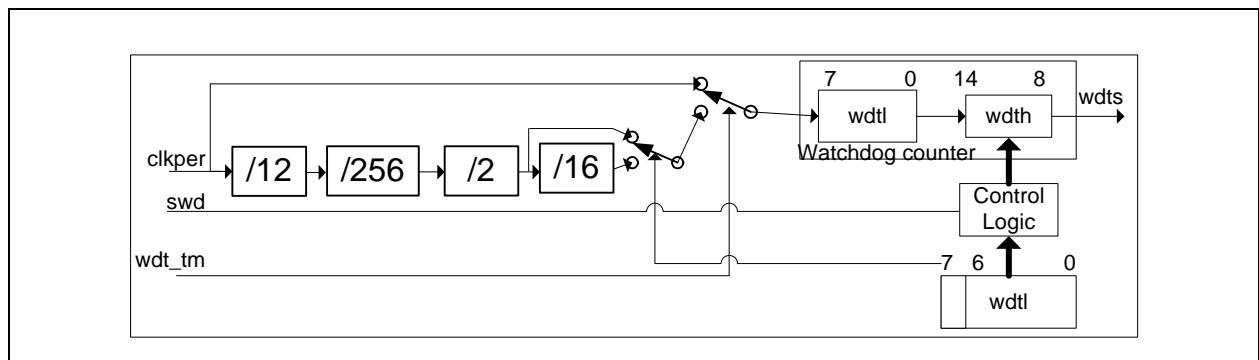 7 0 14 8
wdts
wdtl wdth
Watchdog counter
clkper
/12 /256 /2 /16
swd
Control
Logic
wdt_tm
7 6 0
wdtl